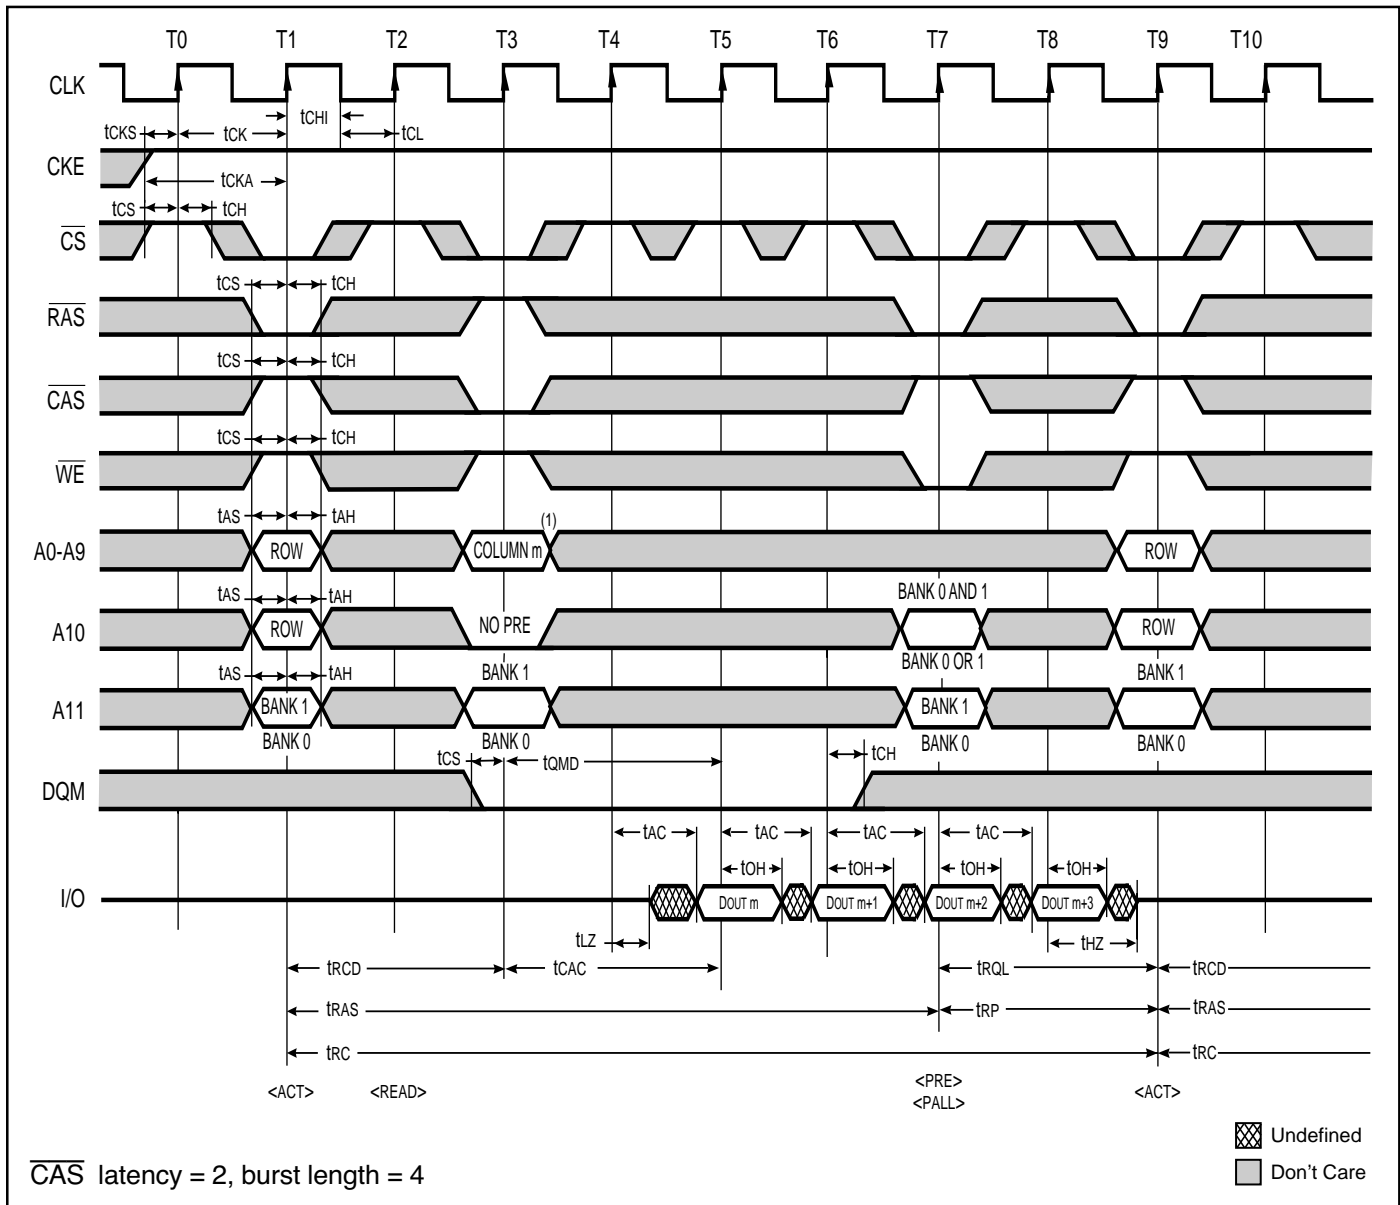 T0 T1 T2 T3 T4 T5 T6 T7 T8 T9 T10
CLK
tCHI
tCKS tCK tCL
CKE
tCKA
tCS tCH
CS
tCS tCH
RAS
tCS tCH
CAS
tCS tCH
WE
tAS tAH (1)
A0-A9 ROW COLUMN m ROW
tAS tAH BANK 0 AND 1
A10 ROW NO PRE ROW
BANK 0 OR 1
tAS tAH BANK 1 BANK 1
A11 BANK 1 BANK 1
BANK 0 BANK 0 BANK 0 BANK 0
tCS tQMD tCH
DQM
tAC tAC tAC tAC
tOH tOH tOH tOH
I/O DOUT m DOUT m+1 DOUT m+2 DOUT m+3
tLZ tHZ
tRCD tCAC tRQL tRCD
tRAS tRP tRAS
tRC tRC
<ACT> <READ> <PRE> <ACT>
<PALL>
Undefined
CAS latency = 2, burst length = 4 Don't Care